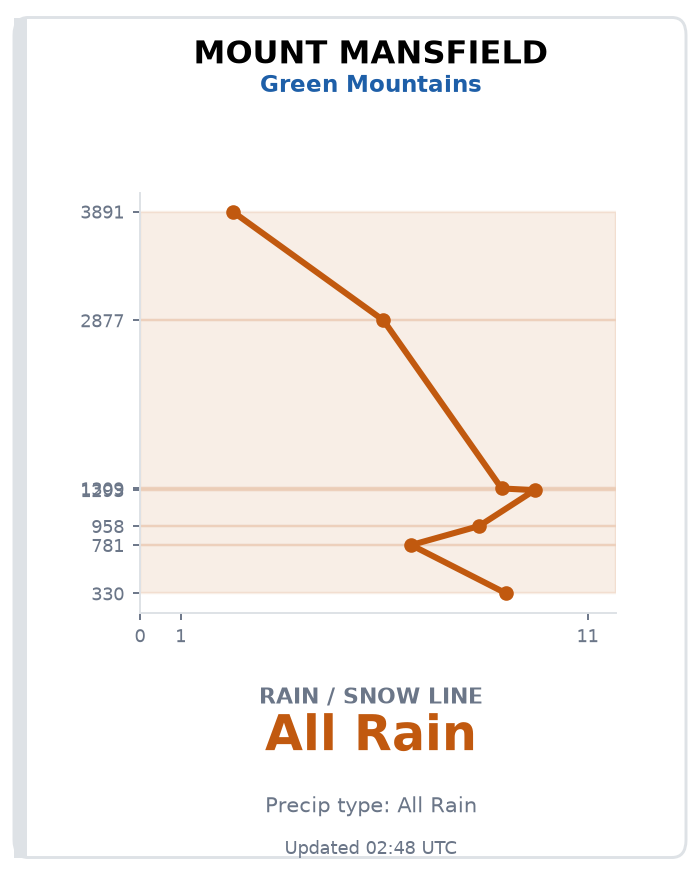 MOUNT MANSFIELD
Green Mountains
3891
2877
958
781
330
0 1 11
RAIN / SNOW LINE
All Rain
Precip type: All Rain
Updated 02:48 UTC